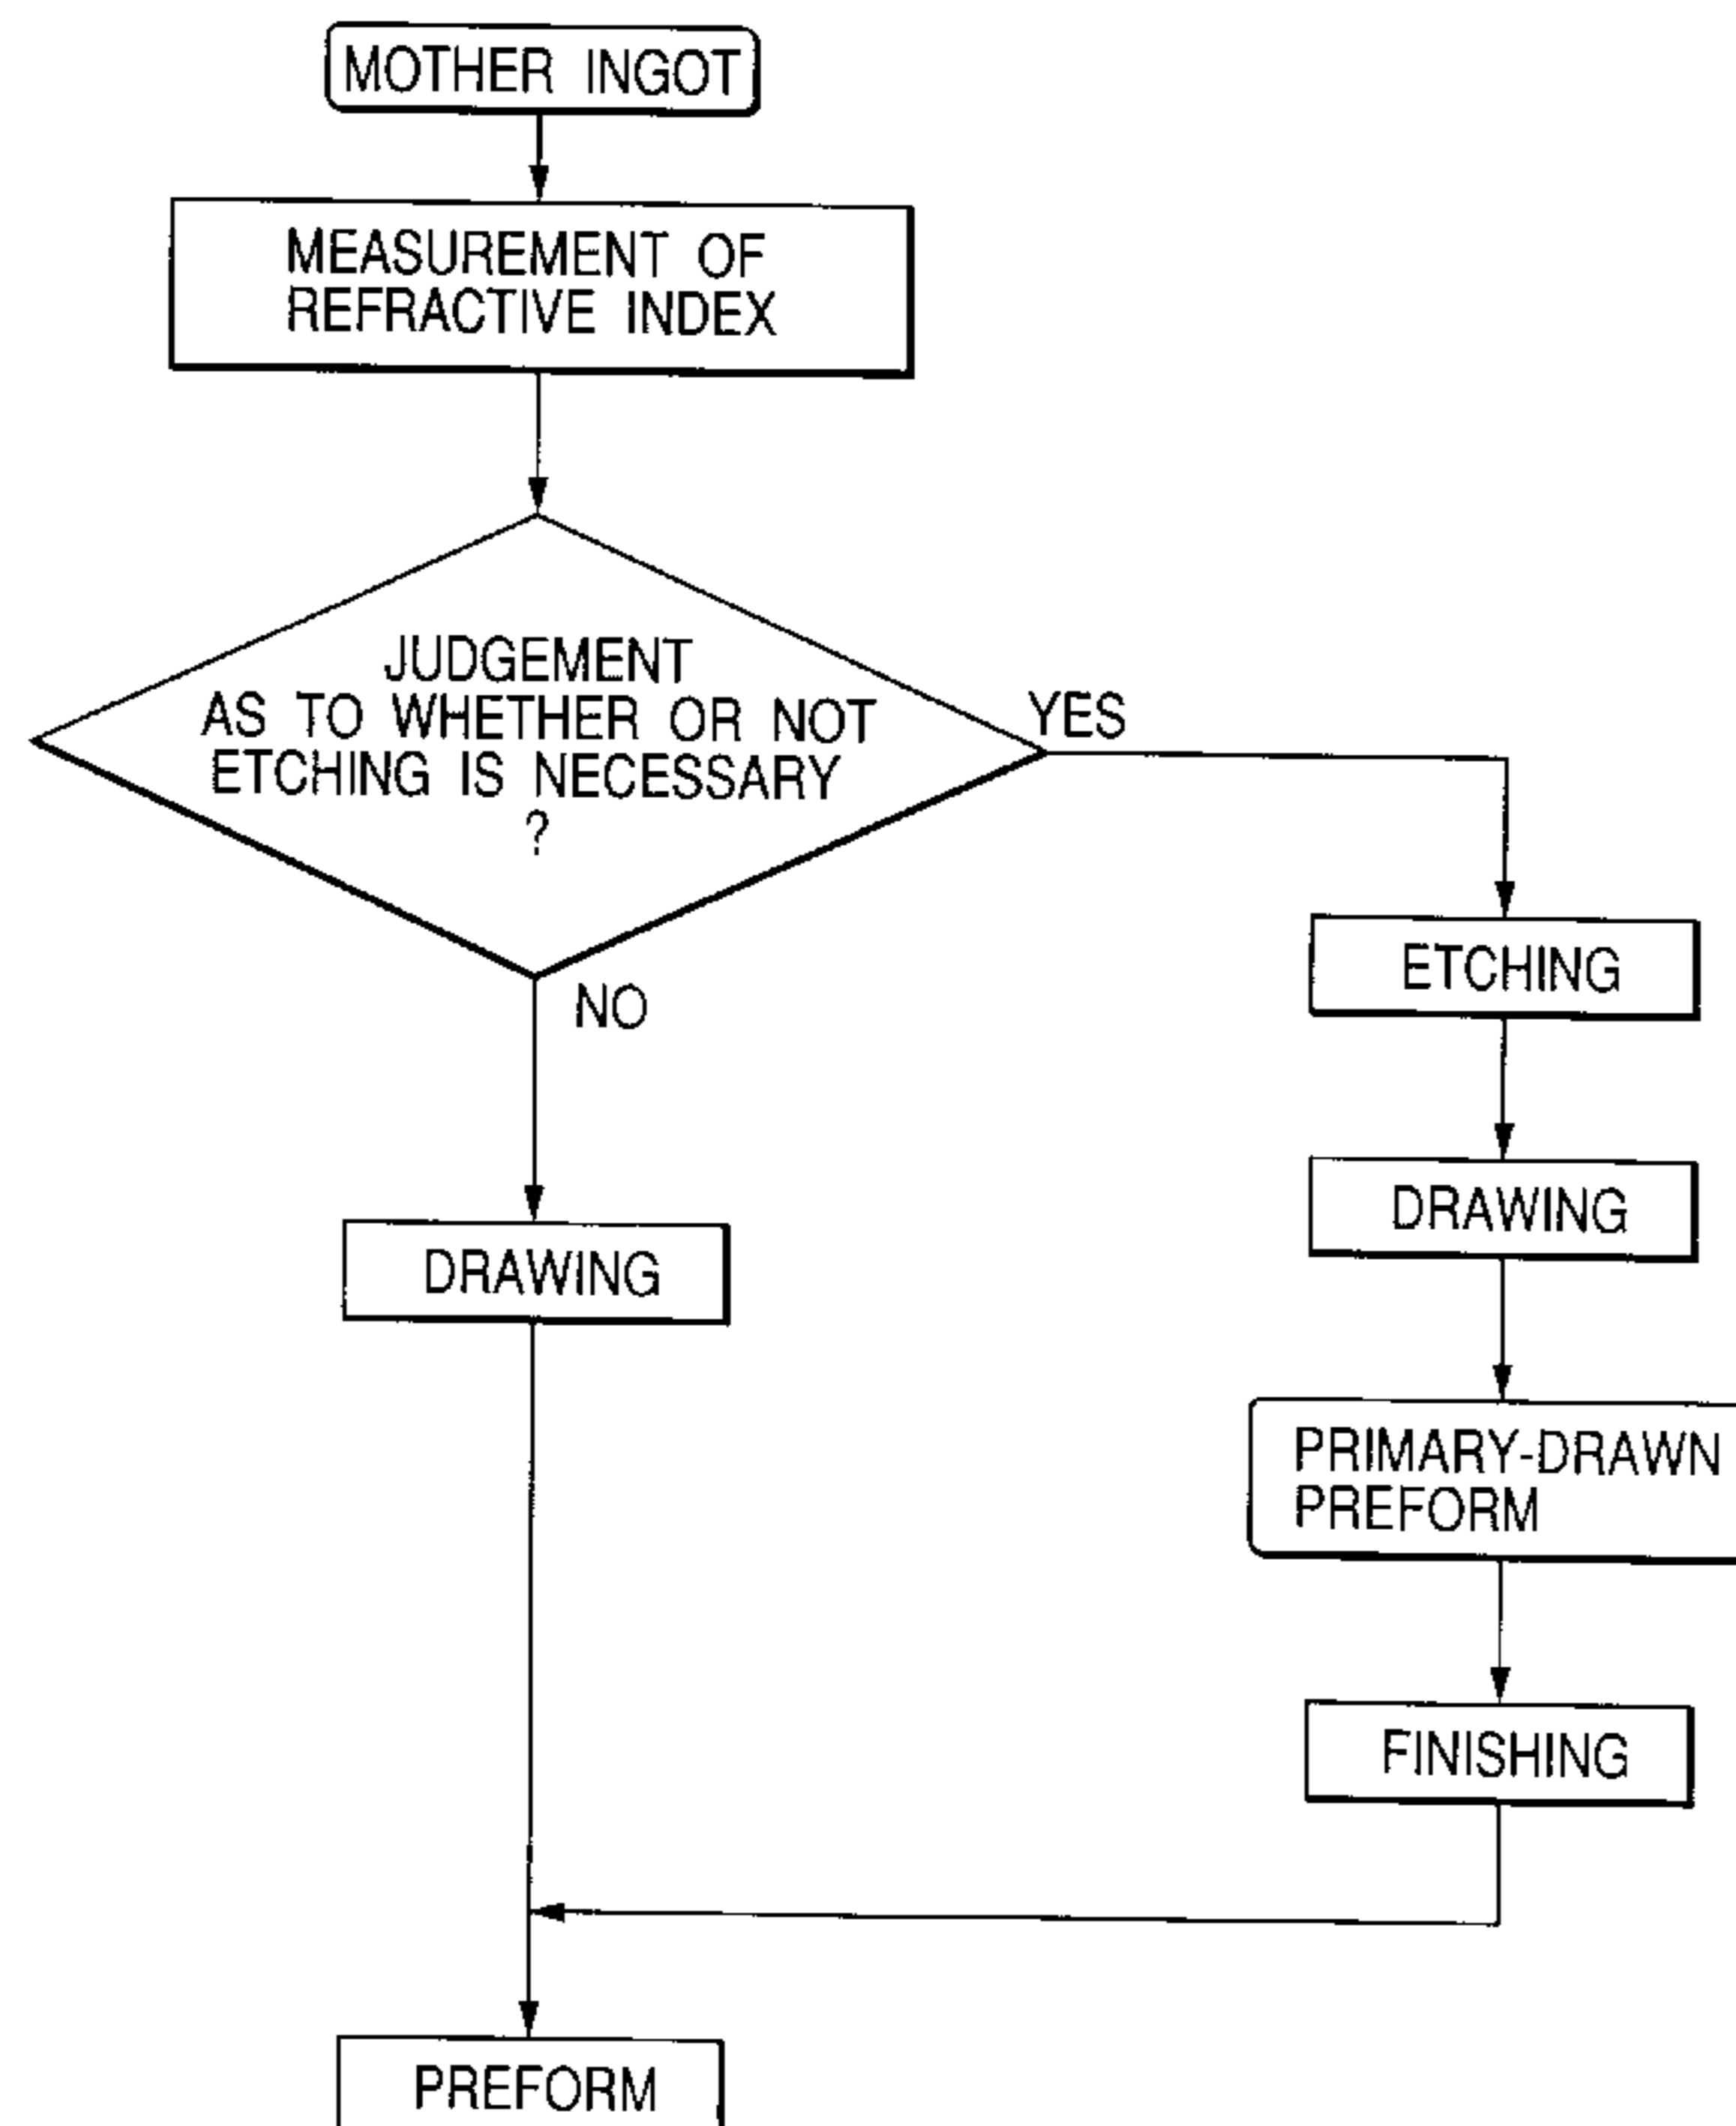 MOTHER INGOT
MEASUREMENT OF
REFRACTIVE INDEX
JUDGEMENT
AS TO WHETHER OR NOT
ETCHING IS NECESSARY
?
YES
NO
ETCHING
DRAWING
DRAWING
PRIMARY-DRAWN
PREFORM
FINISHING
PREFORM